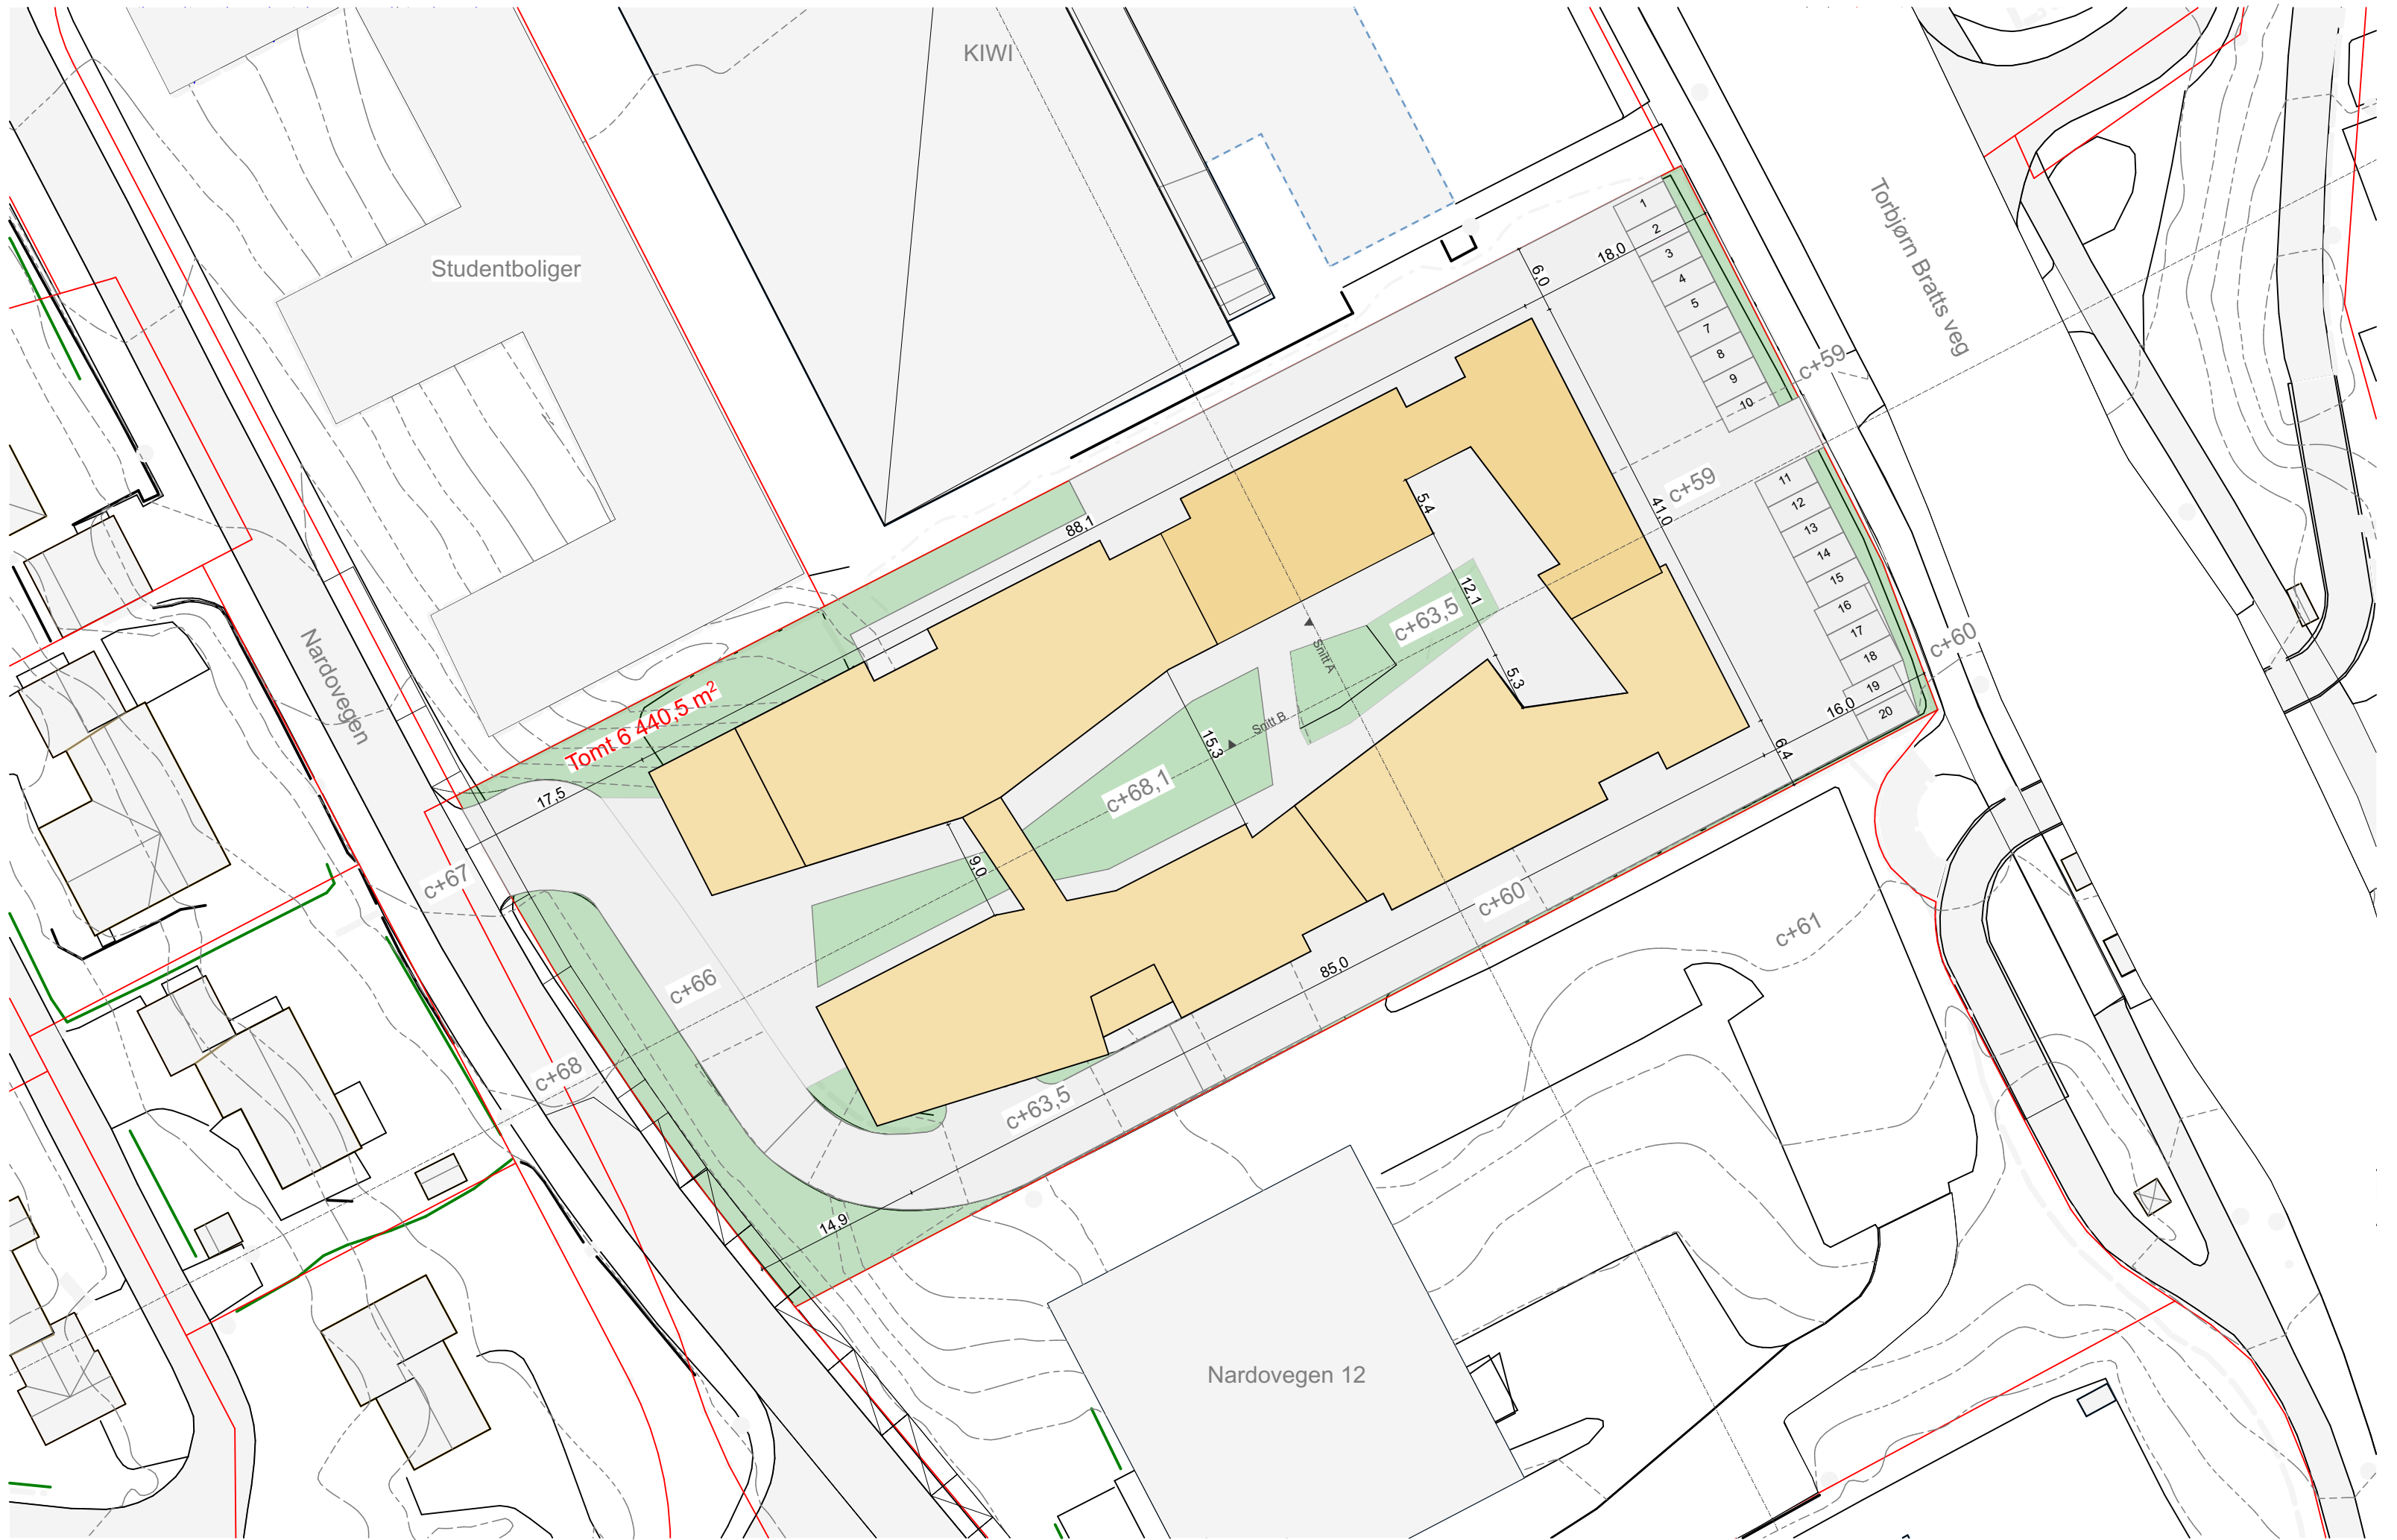 KIWI
Studentboliger
Torbjørn Bratts veg
Nardovegen
1
2
3
4
5
7
8
9
10
6,0
18,0
c+59
c+59
41,0
11
12
13
14
15
16
17
18
19
20
88,1
5,4
12,1
c+63,5
5,3
c+60
16,0
6,4
Snitt A
Snitt B
Tomt 6 440,5 m²
17,5
15,3
c+68,1
9,0
c+67
c+66
c+68
c+60
85,0
c+61
c+63,5
14,9
Nardovegen 12